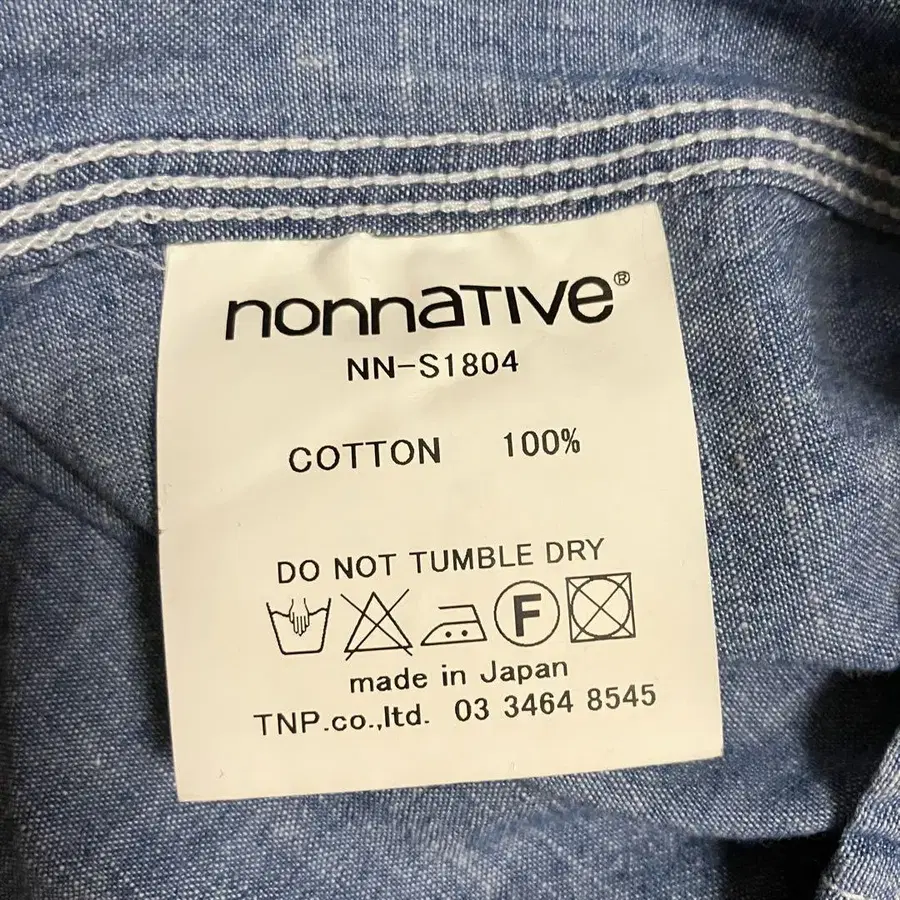 nonnaTIVe®
NN-S1804
COTTON 100%
DO NOT TUMBLE DRY
F
made in Japan
TNP.co.,ltd. 03 3464 8545